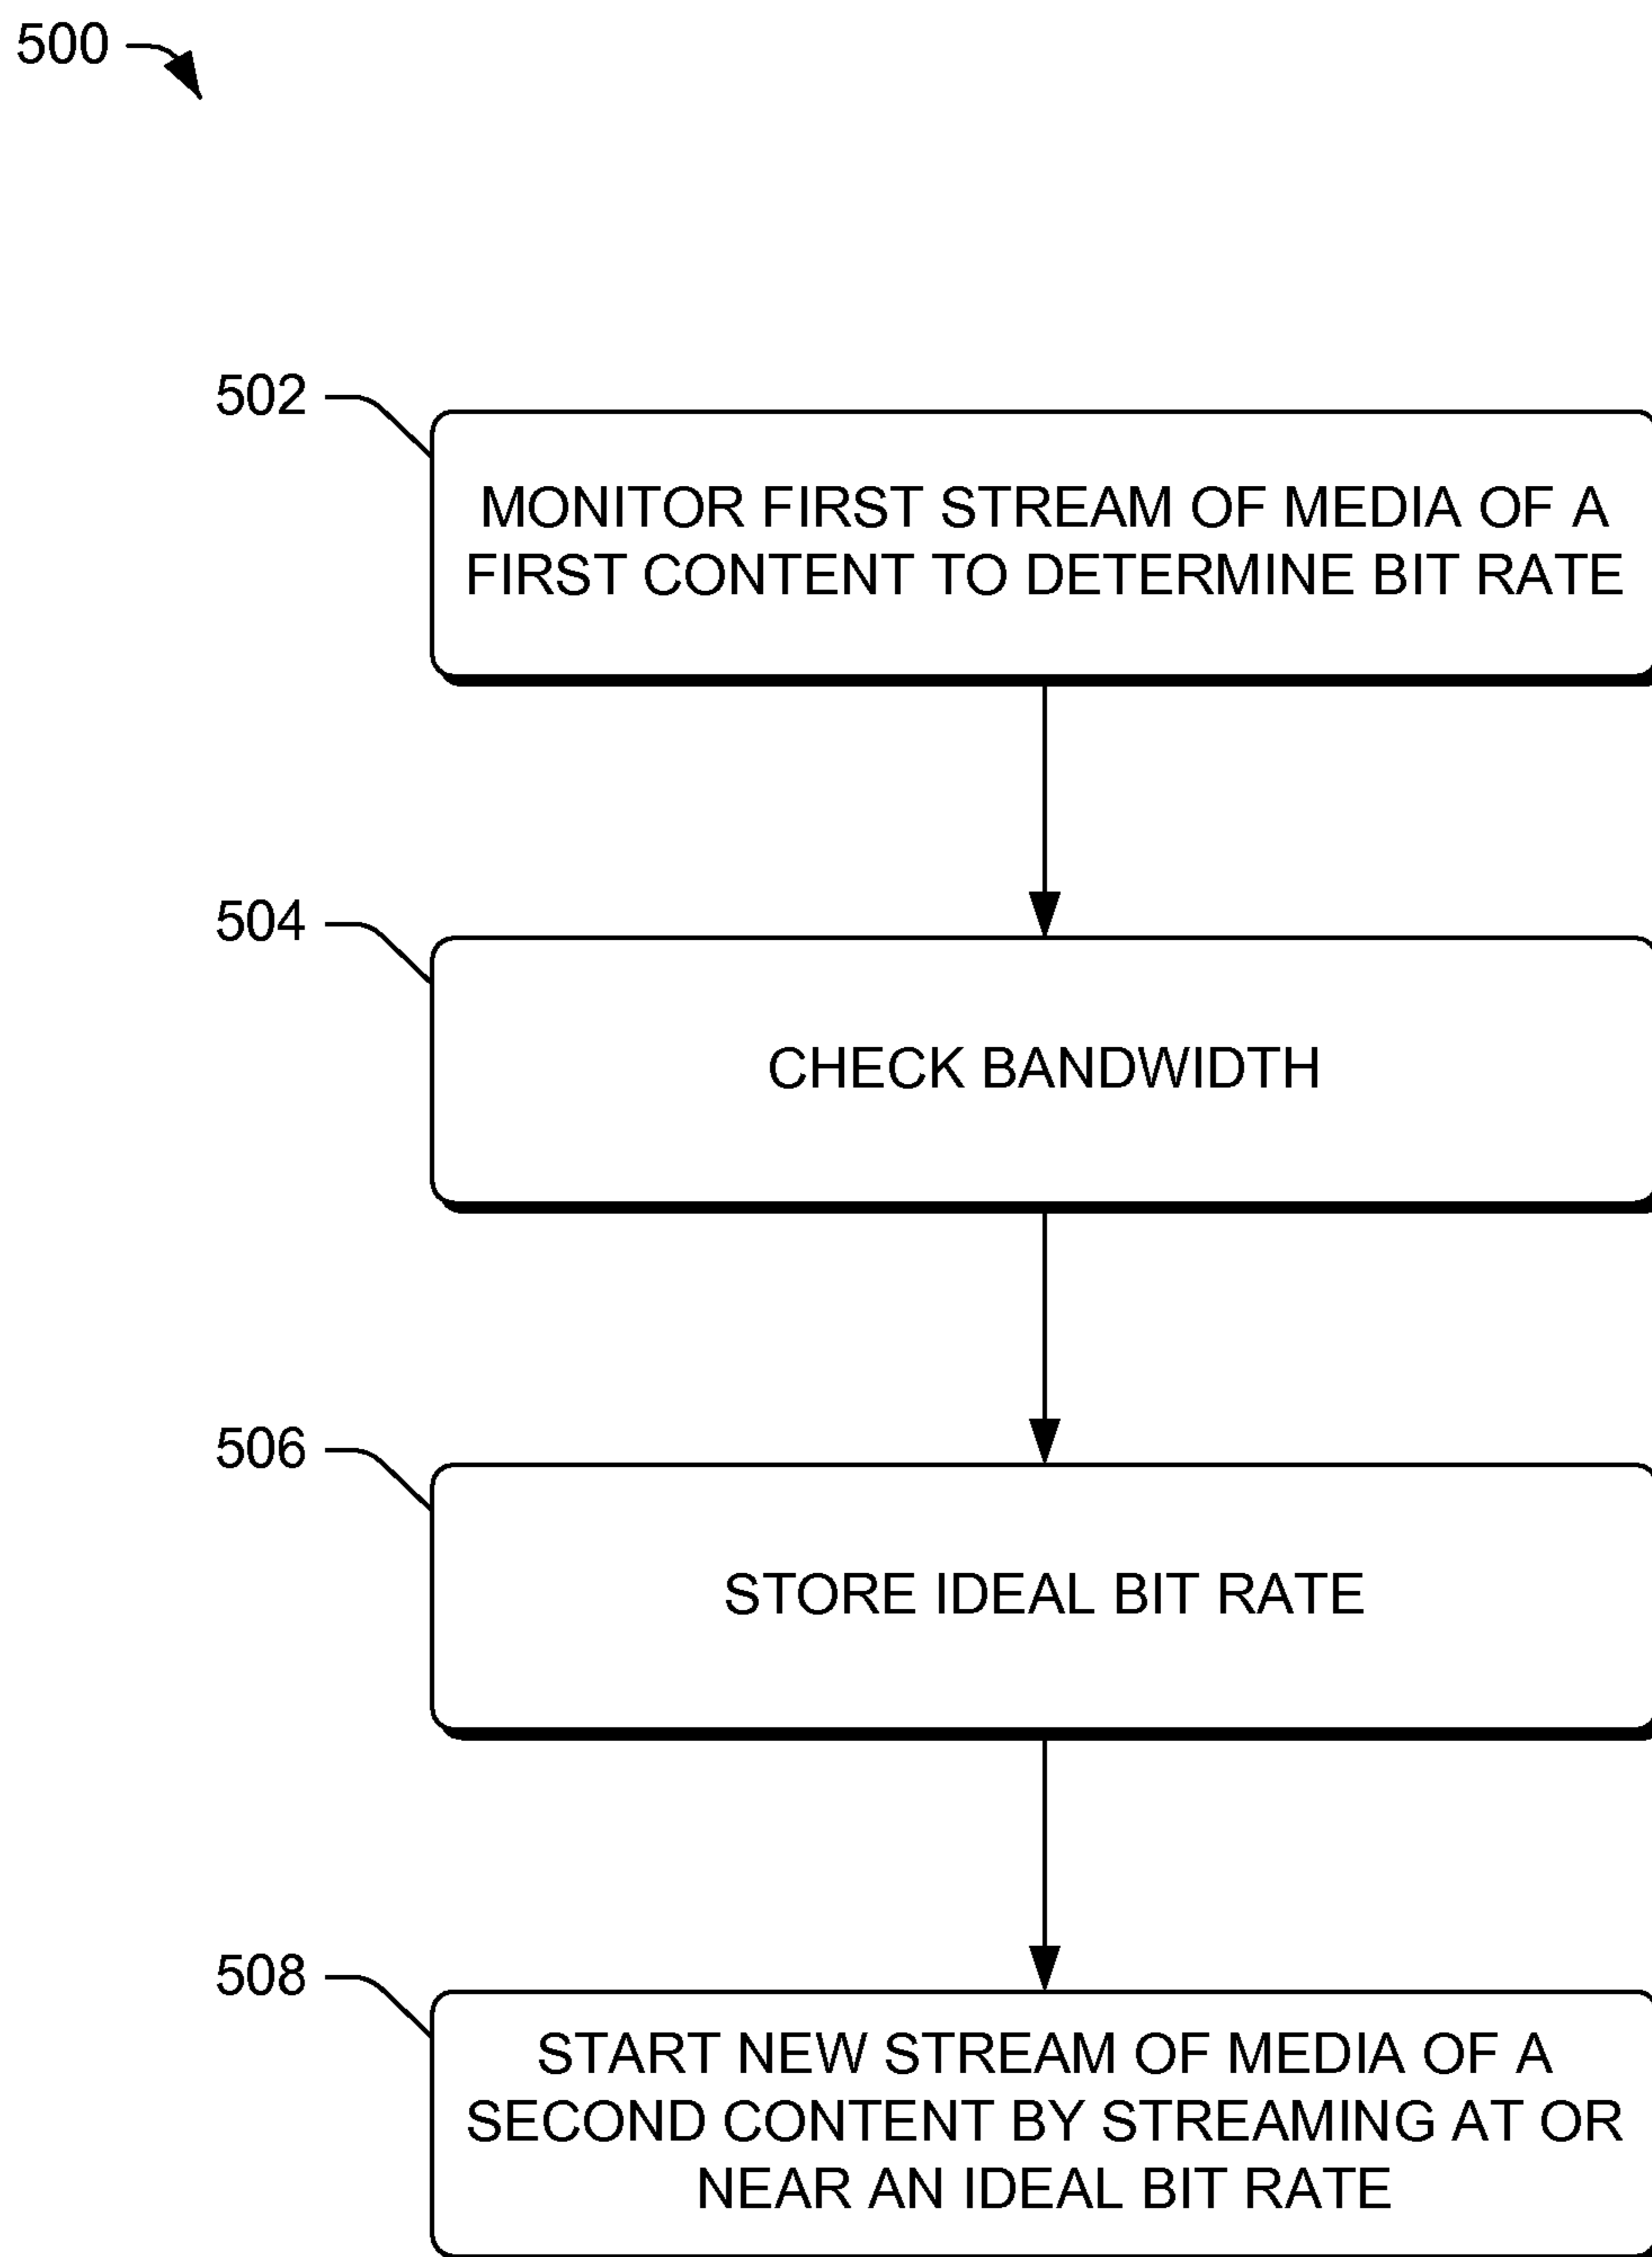 500
502
MONITOR FIRST STREAM OF MEDIA OF A
FIRST CONTENT TO DETERMINE BIT RATE
504
CHECK BANDWIDTH
506
STORE IDEAL BIT RATE
508
START NEW STREAM OF MEDIA OF A
SECOND CONTENT BY STREAMING AT OR
NEAR AN IDEAL BIT RATE